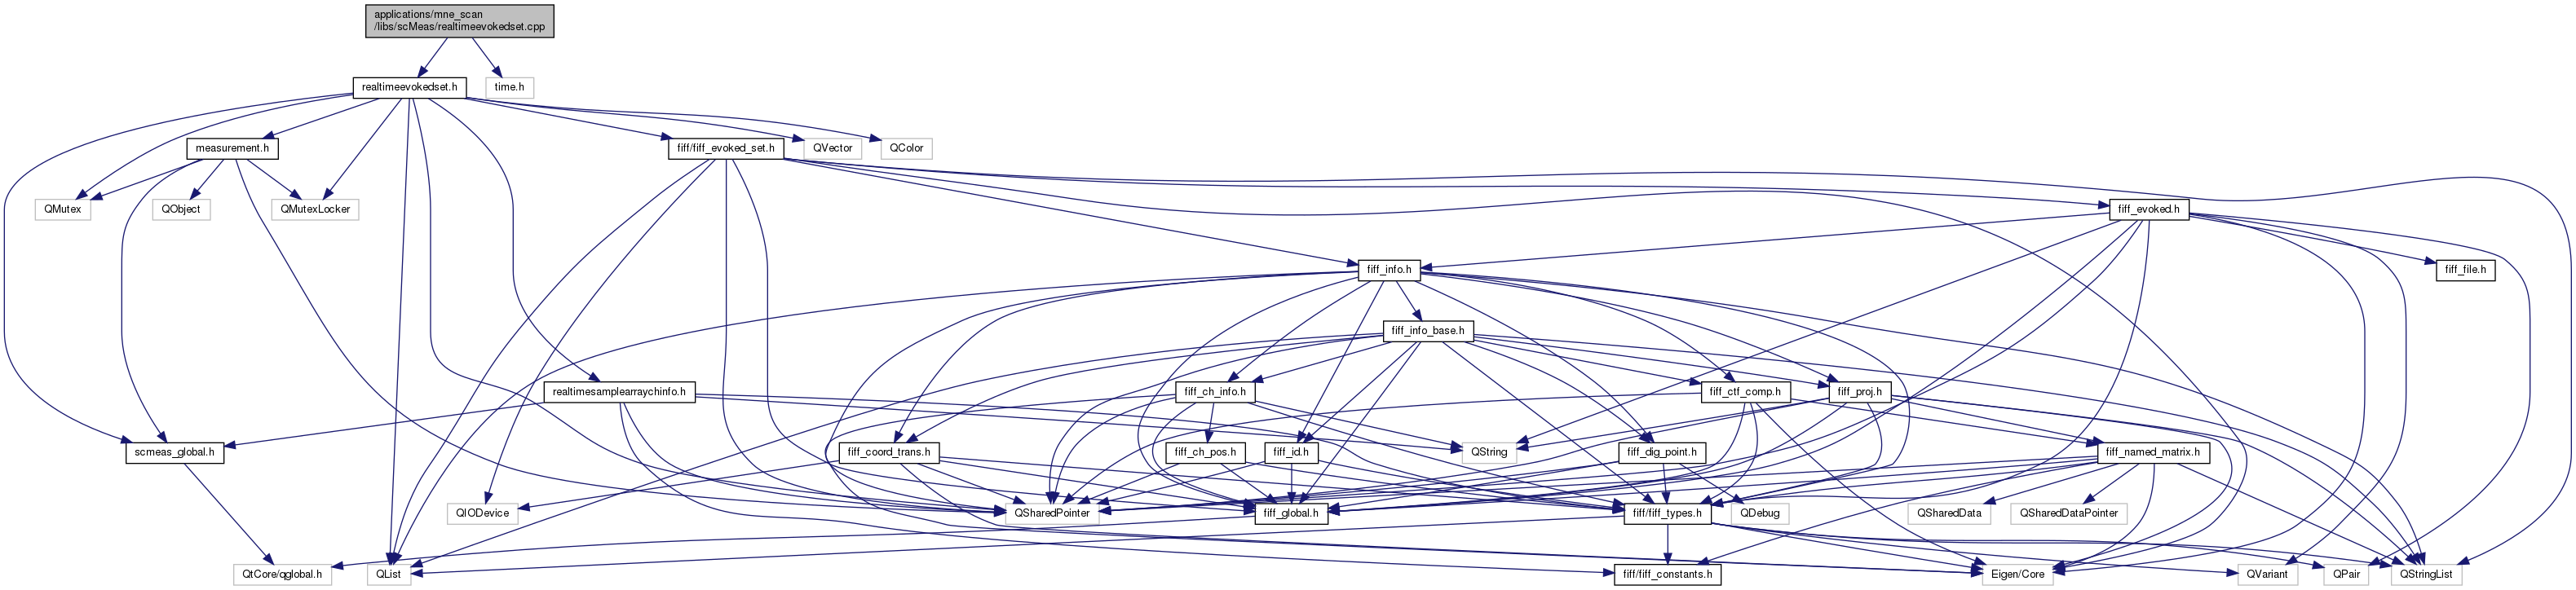 applications/mne_scan
/libs/scMeas/realtimeevokedset.cpp
realtimeevokedset.h
time.h
measurement.h
fiff/fiff_evoked_set.h
QVector
QColor
QMutex
QObject
QMutexLocker
fiff_evoked.h
fiff_info.h
fiff_file.h
fiff_info_base.h
realtimesamplearraychinfo.h
fiff_ch_info.h
fiff_ctf_comp.h
fiff_proj.h
scmeas_global.h
fiff_coord_trans.h
fiff_ch_pos.h
fiff_id.h
QString
fiff_dig_point.h
fiff_named_matrix.h
QIODevice
QSharedPointer
fiff_global.h
fiff/fiff_types.h
QDebug
QSharedData
QSharedDataPointer
QtCore/qglobal.h
QList
fiff/fiff_constants.h
Eigen/Core
QVariant
QPair
QStringList